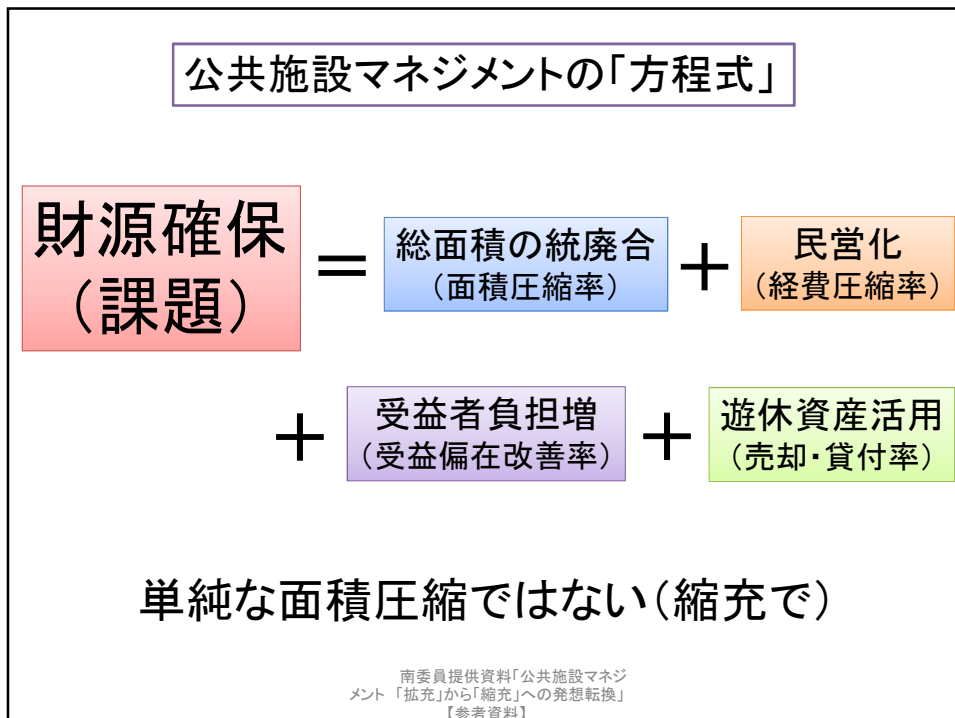 公共施設マネジメントの「方程式」
財源確保
（課題）
＝
総面積の統廃合
（面積圧縮率）
＋
民営化
（経費圧縮率）
＋
受益者負担増
（受益偏在改善率）
＋
遊休資産活用
（売却・貸付率）
単純な面積圧縮ではない（縮充で）
南委員提供資料「公共施設マネジ
メント 「拡充」から「縮充」への発想転換」
【参考資料】